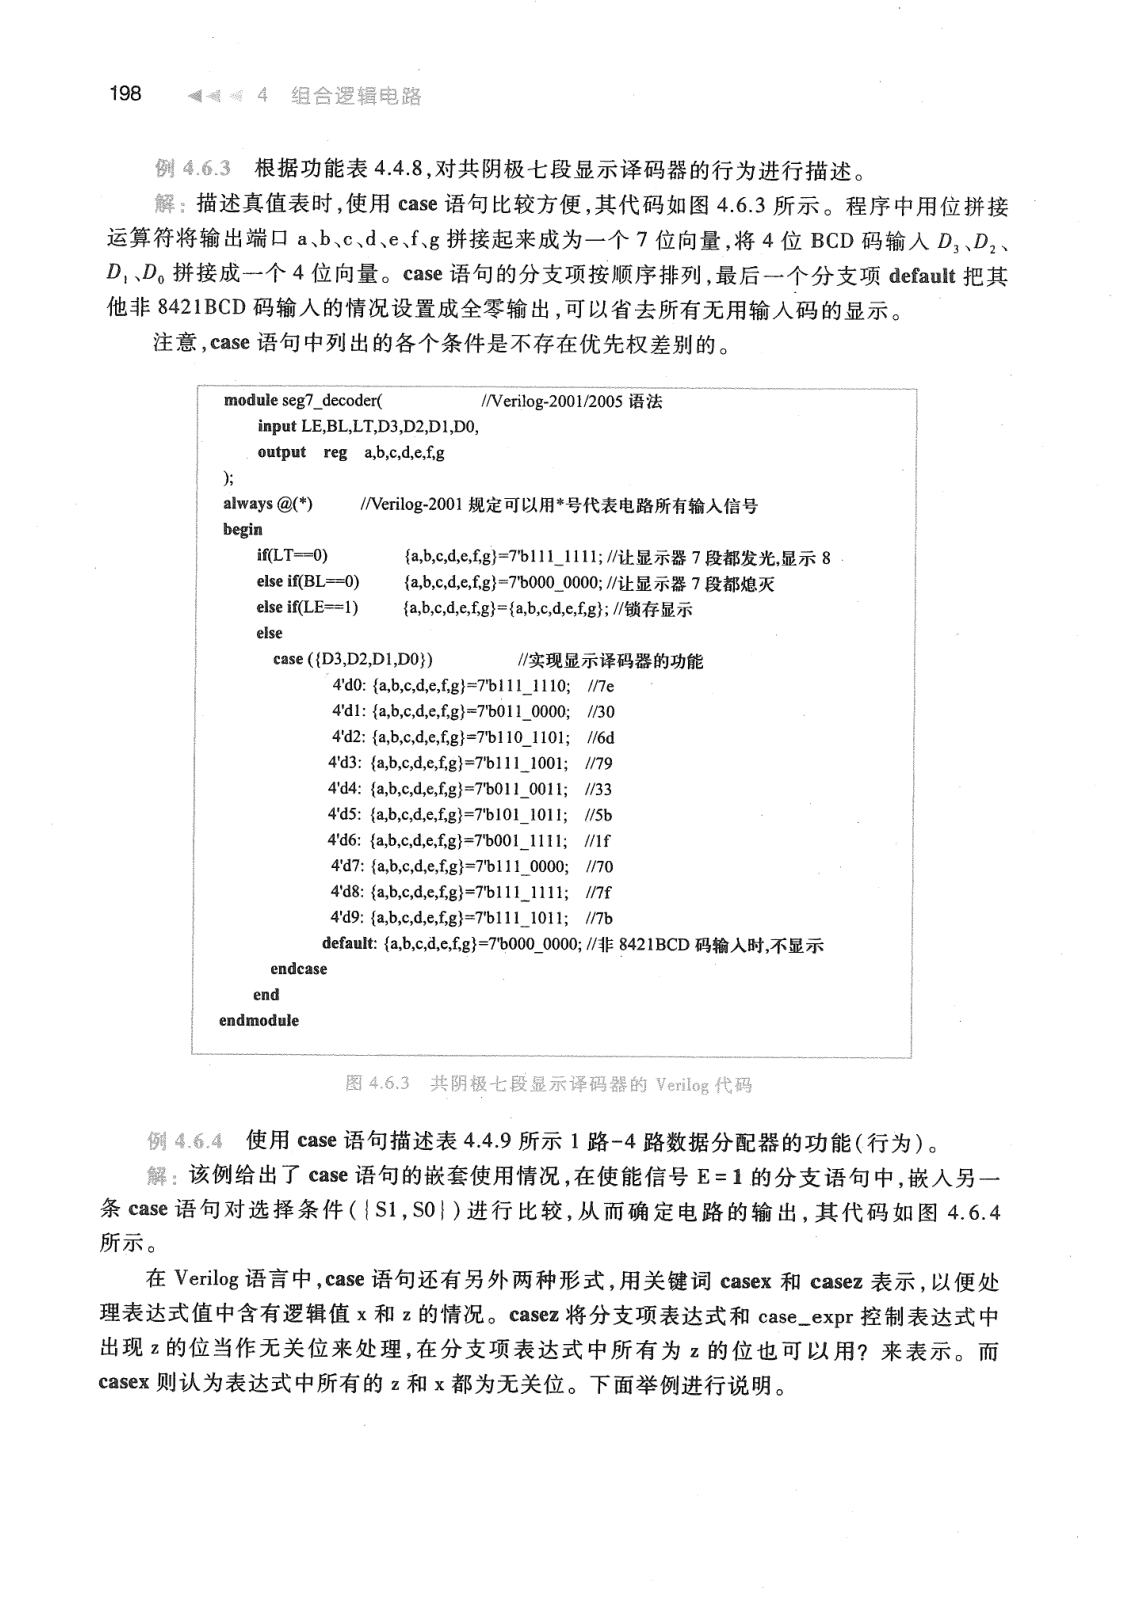 198 4 组合逻辑电路
例 4.6.3 根据功能表 4.4.8,对共阴极七段显示译码器的行为进行描述。
解：描述真值表时,使用 case 语句比较方便,其代码如图 4.6.3 所示。程序中用位拼接
运算符将输出端口 a、b、c、d、e、f、g 拼接起来成为一个 7 位向量,将 4 位 BCD 码输入 D₃、D₂、
D₁、D₀ 拼接成一个 4 位向量。case 语句的分支项按顺序排列,最后一个分支项 default 把其
他非 8421BCD 码输入的情况设置成全零输出,可以省去所有无用输入码的显示。
注意,case 语句中列出的各个条件是不存在优先权差别的。
module seg7_decoder( //Verilog-2001/2005 语法
input LE,BL,LT,D3,D2,D1,D0,
output reg a,b,c,d,e,f,g
);
always @(*) //Verilog-2001 规定可以用*号代表电路所有输入信号
begin
if(LT==0) {a,b,c,d,e,f,g}=7'b111_1111; //让显示器 7 段都发光,显示 8
else if(BL==0) {a,b,c,d,e,f,g}=7'b000_0000; //让显示器 7 段都熄灭
else if(LE==1) {a,b,c,d,e,f,g}={a,b,c,d,e,f,g}; //锁存显示
else
case ({D3,D2,D1,D0}) //实现显示译码器的功能
4'd0: {a,b,c,d,e,f,g}=7'b111_1110; //7e
4'd1: {a,b,c,d,e,f,g}=7'b011_0000; //30
4'd2: {a,b,c,d,e,f,g}=7'b110_1101; //6d
4'd3: {a,b,c,d,e,f,g}=7'b111_1001; //79
4'd4: {a,b,c,d,e,f,g}=7'b011_0011; //33
4'd5: {a,b,c,d,e,f,g}=7'b101_1011; //5b
4'd6: {a,b,c,d,e,f,g}=7'b001_1111; //1f
4'd7: {a,b,c,d,e,f,g}=7'b111_0000; //70
4'd8: {a,b,c,d,e,f,g}=7'b111_1111; //7f
4'd9: {a,b,c,d,e,f,g}=7'b111_1011; //7b
default: {a,b,c,d,e,f,g}=7'b000_0000; //非 8421BCD 码输入时,不显示
endcase
end
endmodule
图 4.6.3 共阴极七段显示译码器的 Verilog 代码
例 4.6.4 使用 case 语句描述表 4.4.9 所示 1 路-4 路数据分配器的功能(行为)。
解：该例给出了 case 语句的嵌套使用情况,在使能信号 E=1 的分支语句中,嵌入另一
条 case 语句对选择条件({S1,S0})进行比较,从而确定电路的输出,其代码如图 4.6.4
所示。
在 Verilog 语言中,case 语句还有另外两种形式,用关键词 casex 和 casez 表示,以便处
理表达式值中含有逻辑值 x 和 z 的情况。casez 将分支项表达式和 case_expr 控制表达式中
出现 z 的位当作无关位来处理,在分支项表达式中所有为 z 的位也可以用? 来表示。而
casex 则认为表达式中所有的 z 和 x 都为无关位。下面举例进行说明。